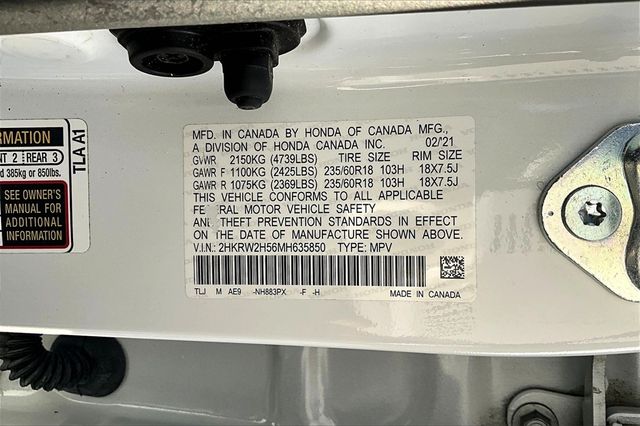 MFD. IN CANADA BY HONDA OF CANADA MFG.,
A DIVISION OF HONDA CANADA INC. 02/21
GVWR 2150KG (4739LBS) TIRE SIZE RIM SIZE
GAWR F 1100KG (2425LBS) 235/60R18 103H 18X7.5J
GAWR R 1075KG (2369LBS) 235/60R18 103H 18X7.5J
THIS VEHICLE CONFORMS TO ALL APPLICABLE
FE RAL MOTOR VEHICLE SAFETY
AN THEFT PREVENTION STANDARDS IN EFFECT
ON THE DATE OF MANUFACTURE SHOWN ABOVE.
V.I.N.: 2HKRW2H56MH635850 TYPE: MPV
TLJ M AE9 -NH883PX -F -H MADE IN CANADA
RMATION
NT 2 REAR 3
d 385kg or 850lbs.
SEE OWNER'S
MANUAL FOR
ADDITIONAL
INFORMATION
TLA A1